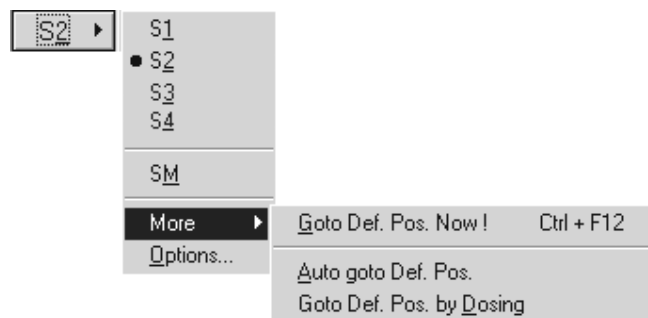 S2
S1
S2
S3
S4
SM
More
Goto Def. Pos. Now ! Ctrl + F12
Options...
Auto goto Def. Pos.
Goto Def. Pos. by Dosing